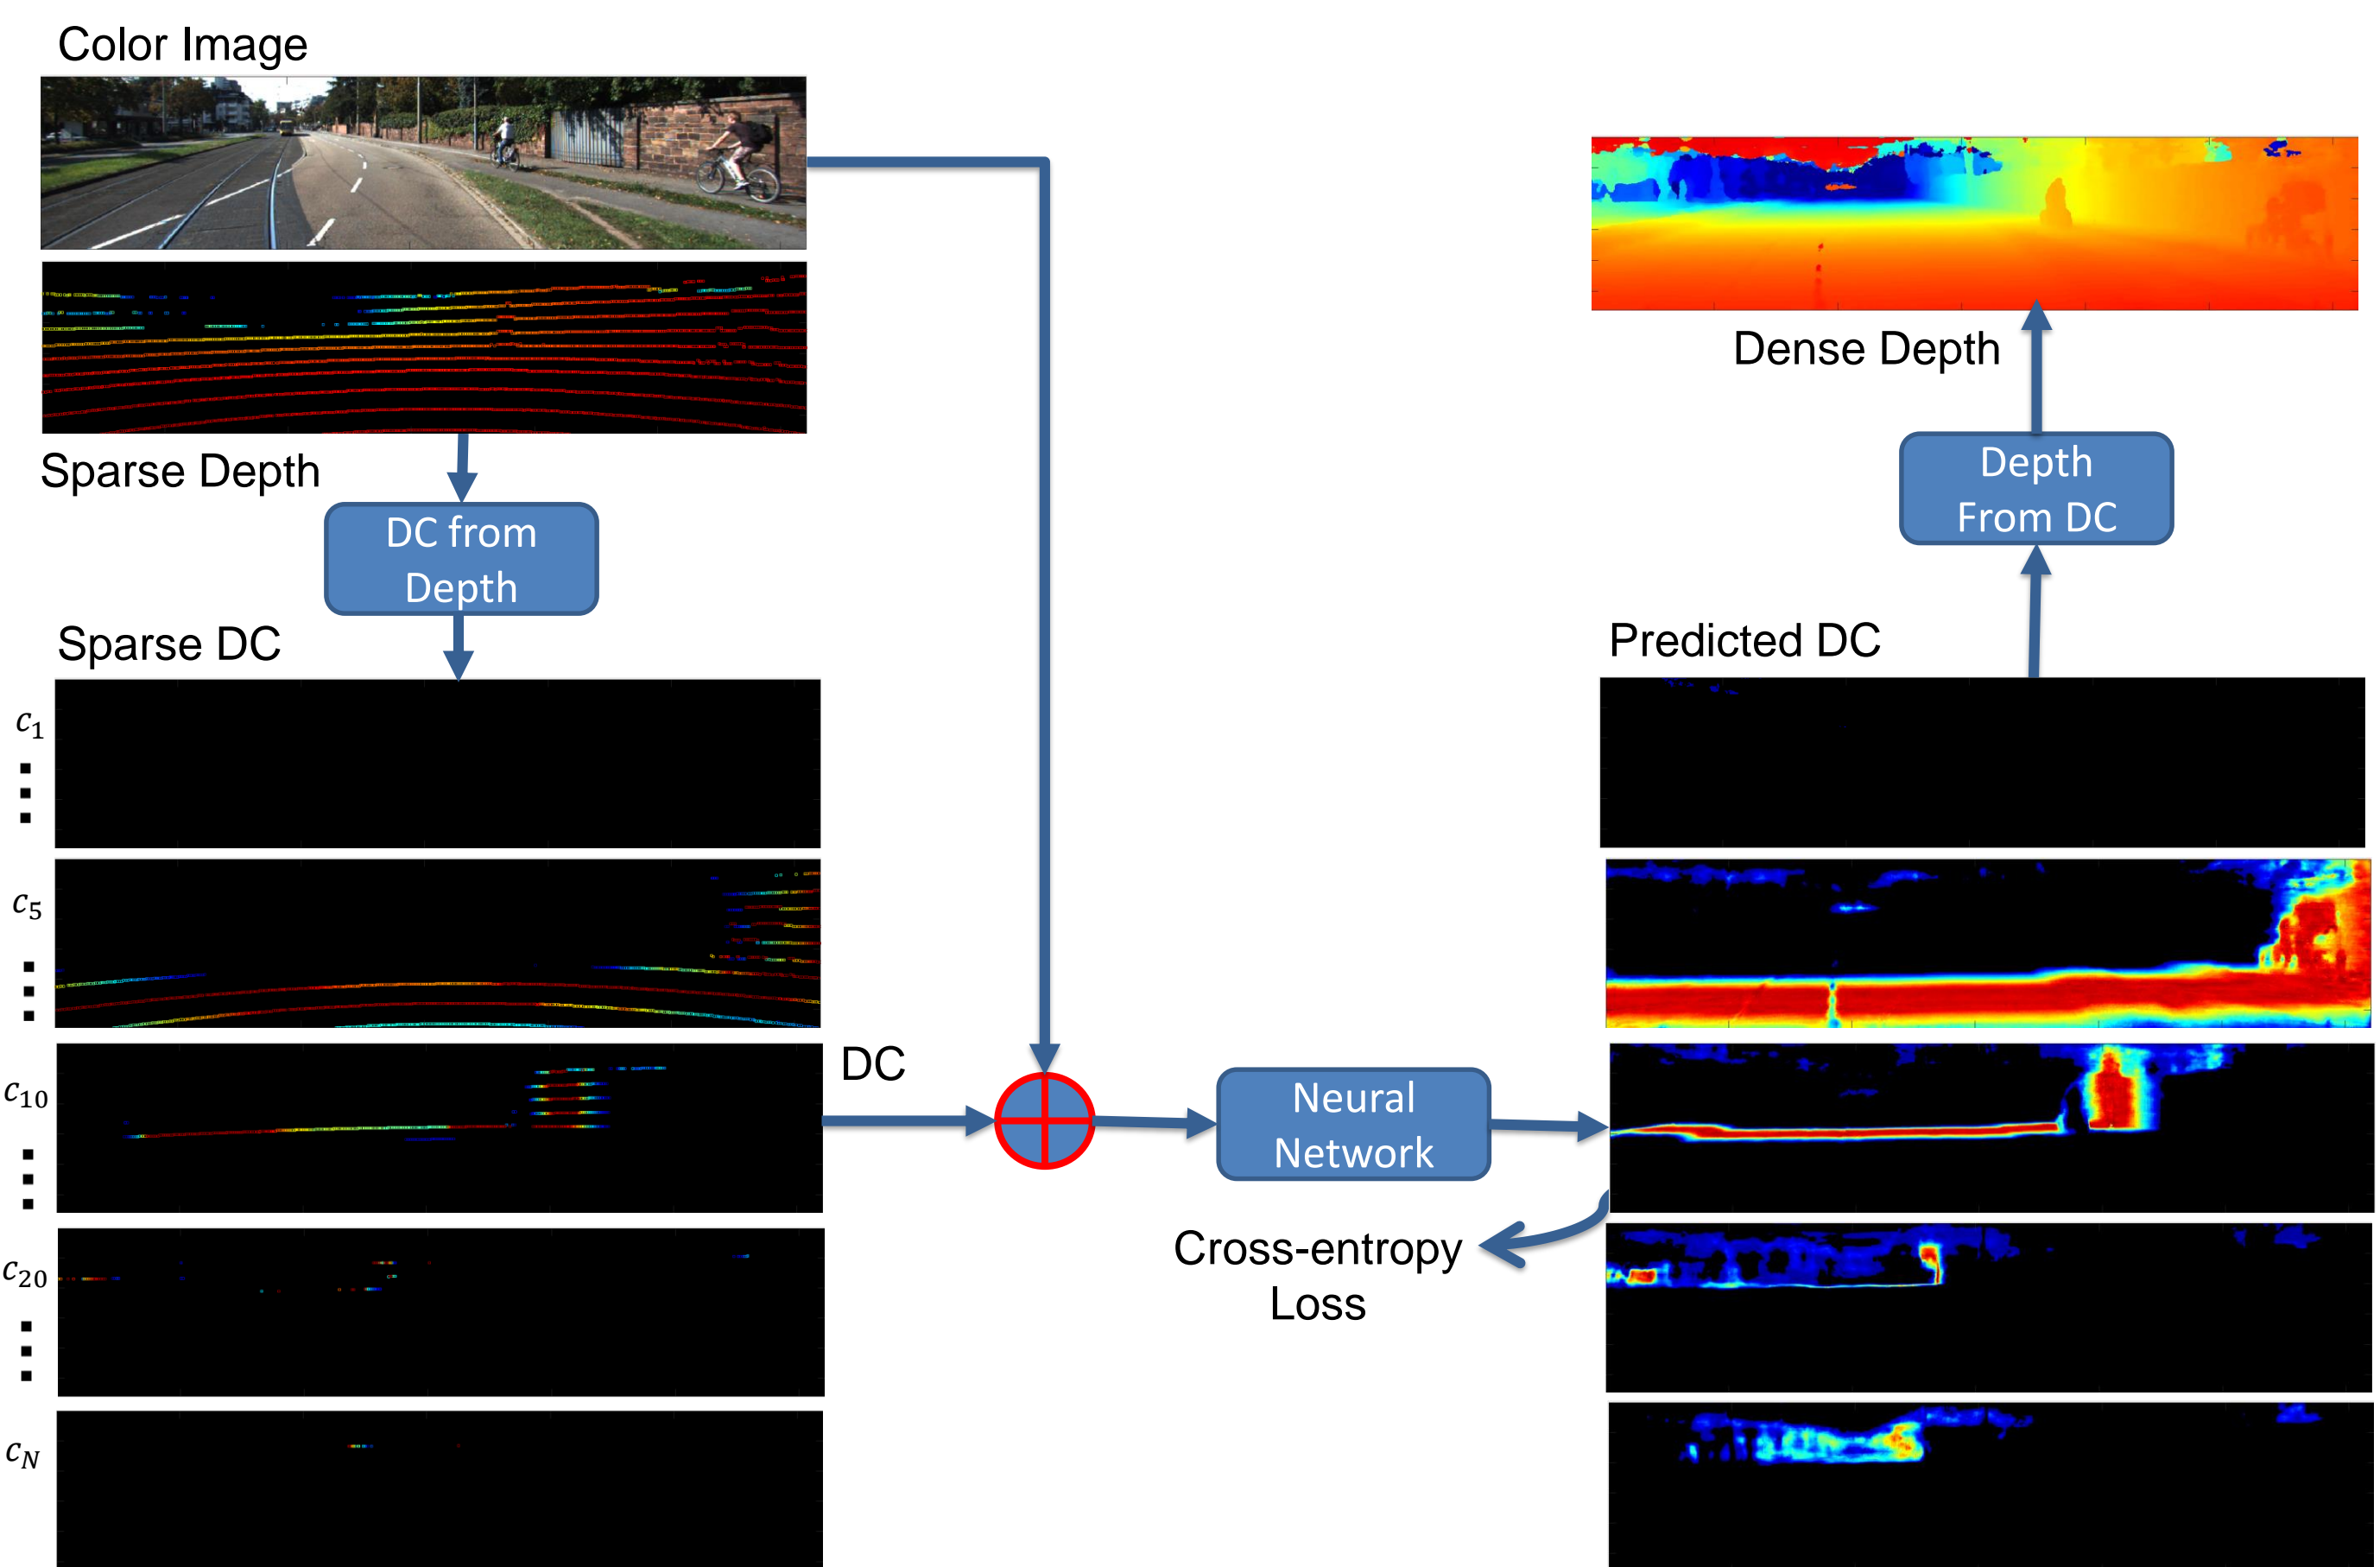 Color Image
Sparse Depth
DC from
Depth
Sparse DC
c₁
c₅
c₁₀
c₂₀
c_N
DC
Neural
Network
Cross-entropy
Loss
Predicted DC
Depth
From DC
Dense Depth